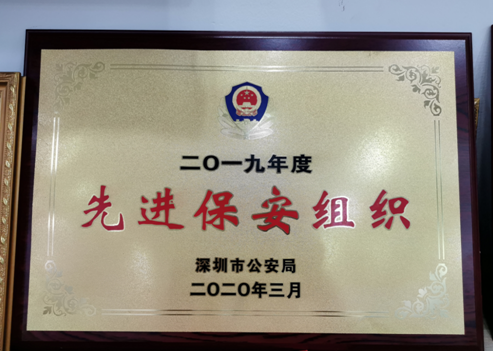 二〇一九年度
先进保安组织
深圳市公安局
二〇二〇年三月